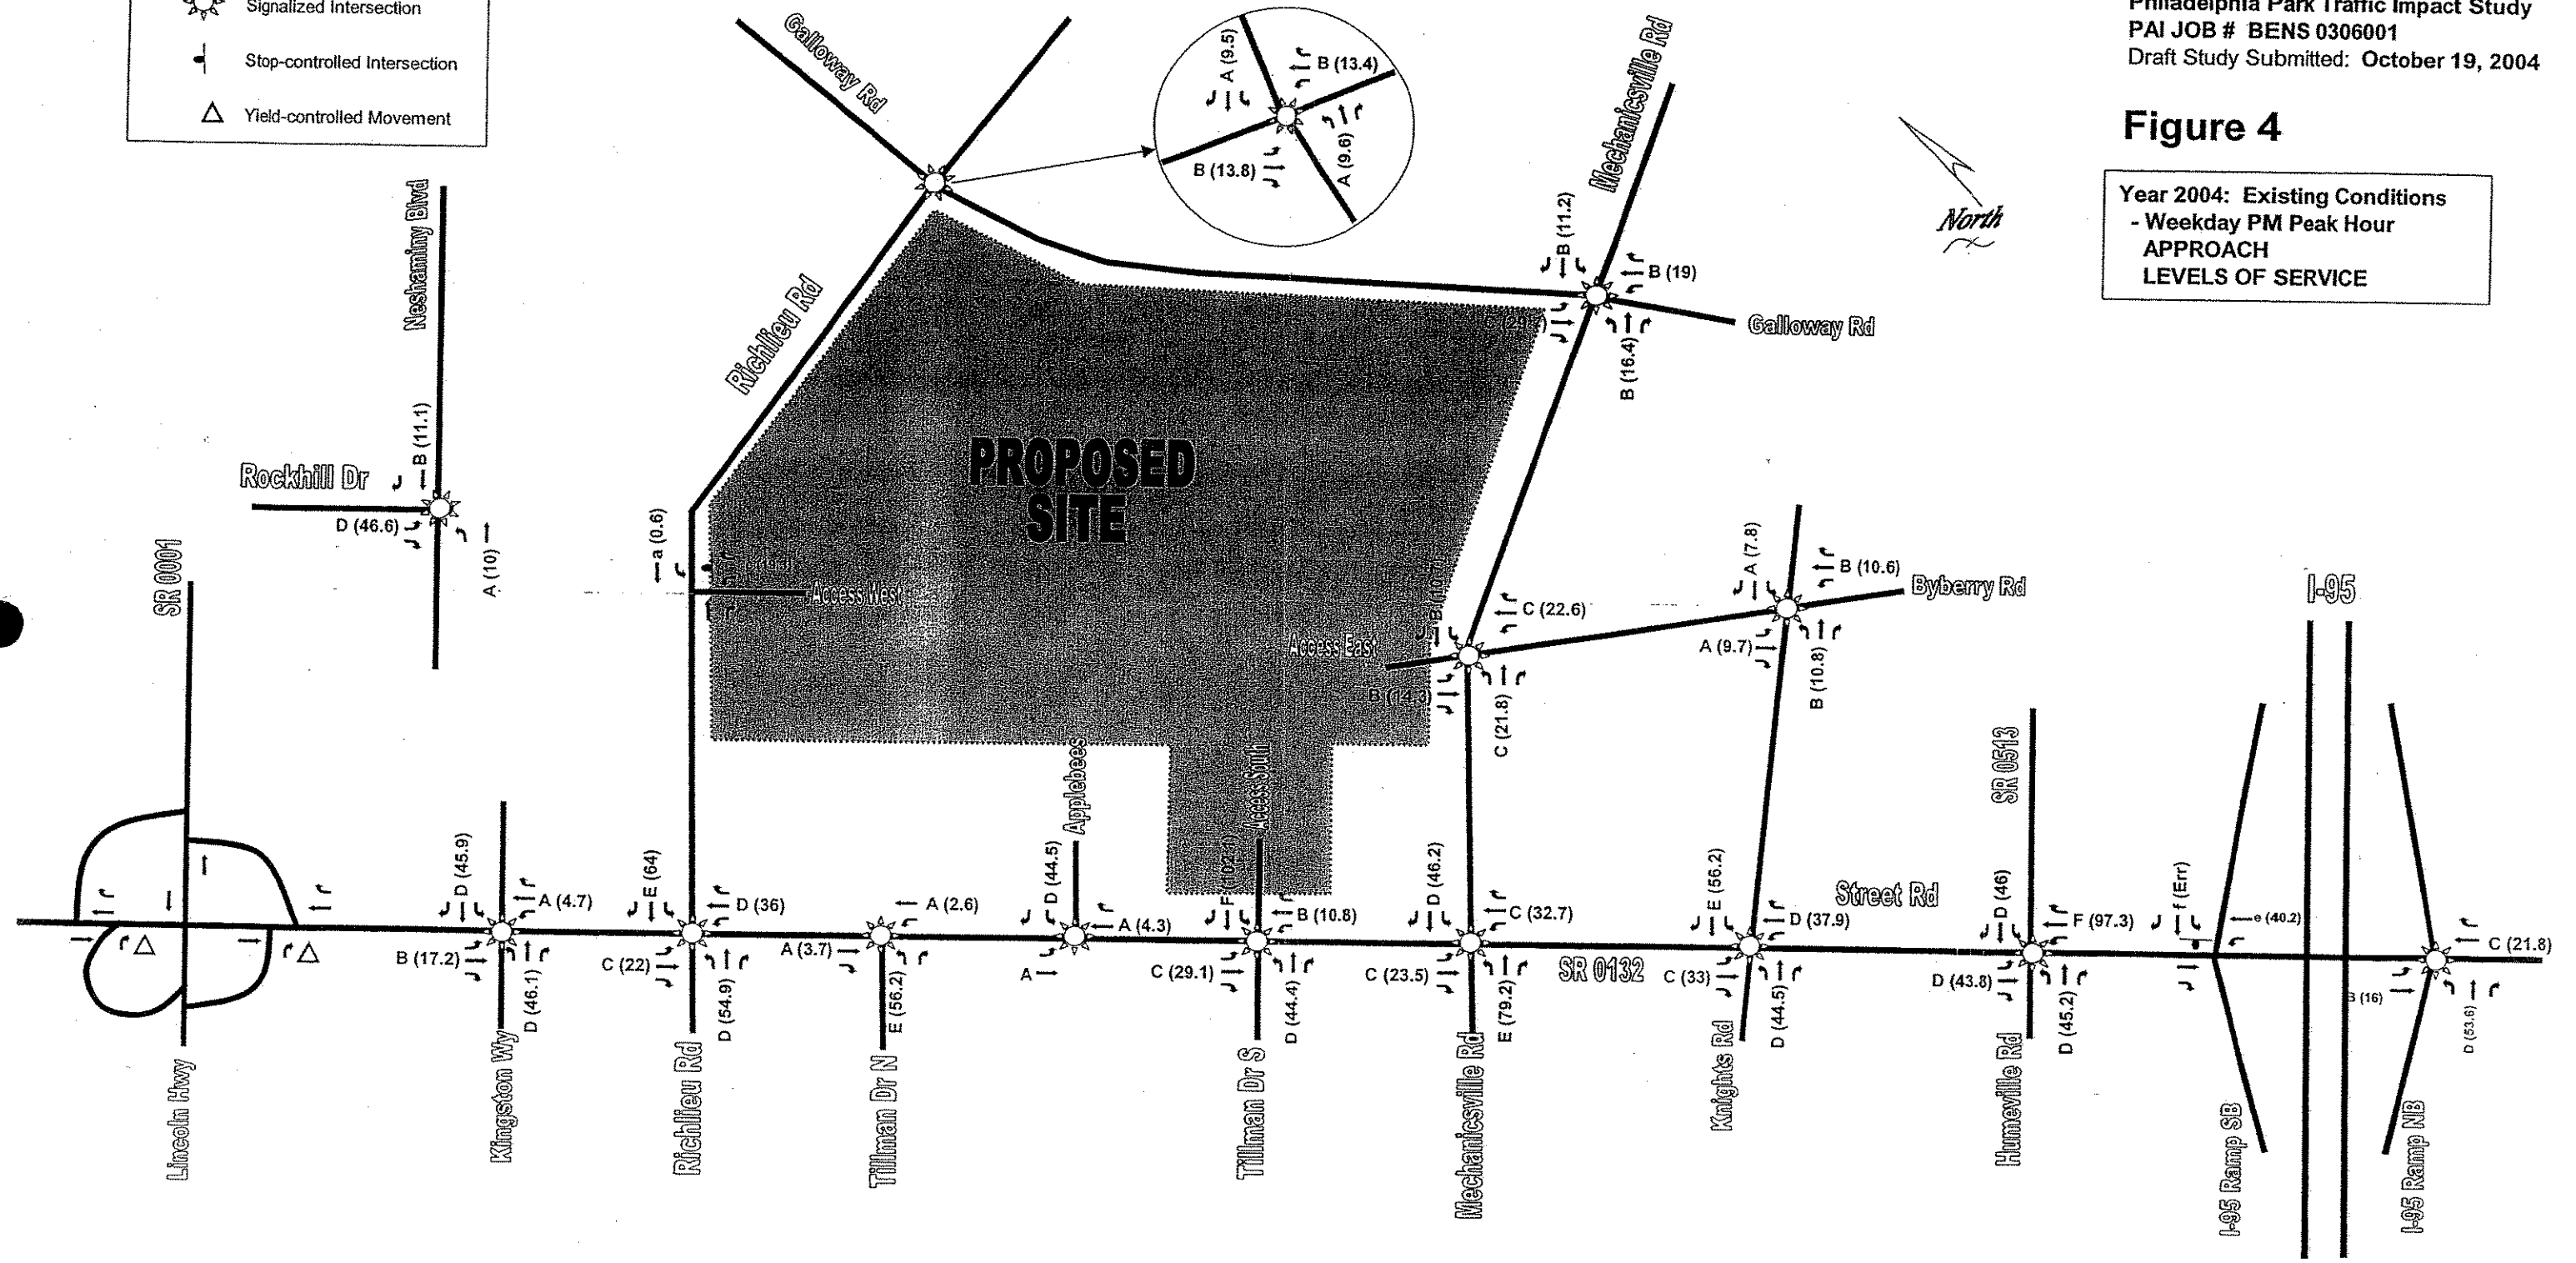 Signalized Intersection
Stop-controlled Intersection
Yield-controlled Movement
Philadelphia Park Traffic Impact Study
PAI JOB # BENS 0306001
Draft Study Submitted: October 19, 2004
Figure 4
Year 2004: Existing Conditions
- Weekday PM Peak Hour
APPROACH
LEVELS OF SERVICE
North
Galloway Rd
A (9.5)
B (13.4)
B (13.8)
A (9.6)
Mechanicsville Rd
B (11.2)
B (19)
B (16.4)
Galloway Rd
Neshaminy Blvd
B (11.1)
Rockhill Dr
D (46.6)
A (10)
Richlieu Rd
PROPOSED
SITE
a (0.6)
Access West
C (22.6)
Access East
B (14.3)
C (21.8)
A (7.8)
B (10.6)
Byberry Rd
A (9.7)
B (10.8)
SR 0001
I-95
SR 0513
Applebees
Access South
D (45.9)
A (4.7)
B (17.2)
D (46.1)
E (64)
D (36)
C (22)
D (54.9)
A (2.6)
A (3.7)
E (56.2)
D (44.5)
A (4.3)
A
F (102.1)
B (10.8)
C (29.1)
D (44.4)
D (46.2)
C (32.7)
C (23.5)
E (79.2)
SR 0132
E (56.2)
D (37.9)
C (33)
D (44.5)
Street Rd
D (46)
F (97.3)
D (43.8)
D (45.2)
f (Err)
e (40.2)
C (21.8)
B (16)
D (53.6)
Lincoln Hwy
Kingston Wy
Richlieu Rd
Tillman Dr N
Tillman Dr S
Mechanicsville Rd
Knights Rd
Humeville Rd
I-95 Ramp SB
I-95 Ramp NB